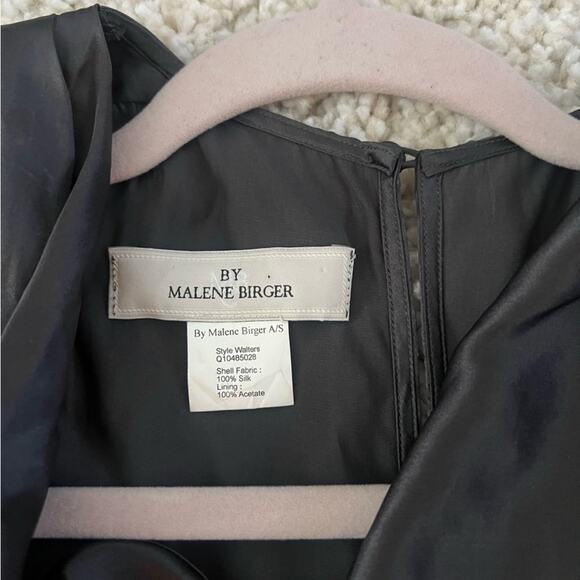 BY
MALENE BIRGER
By Malene Birger A/S
Style Walters
Q10485028
Shell Fabric :
100% Silk
Lining :
100% Acetate